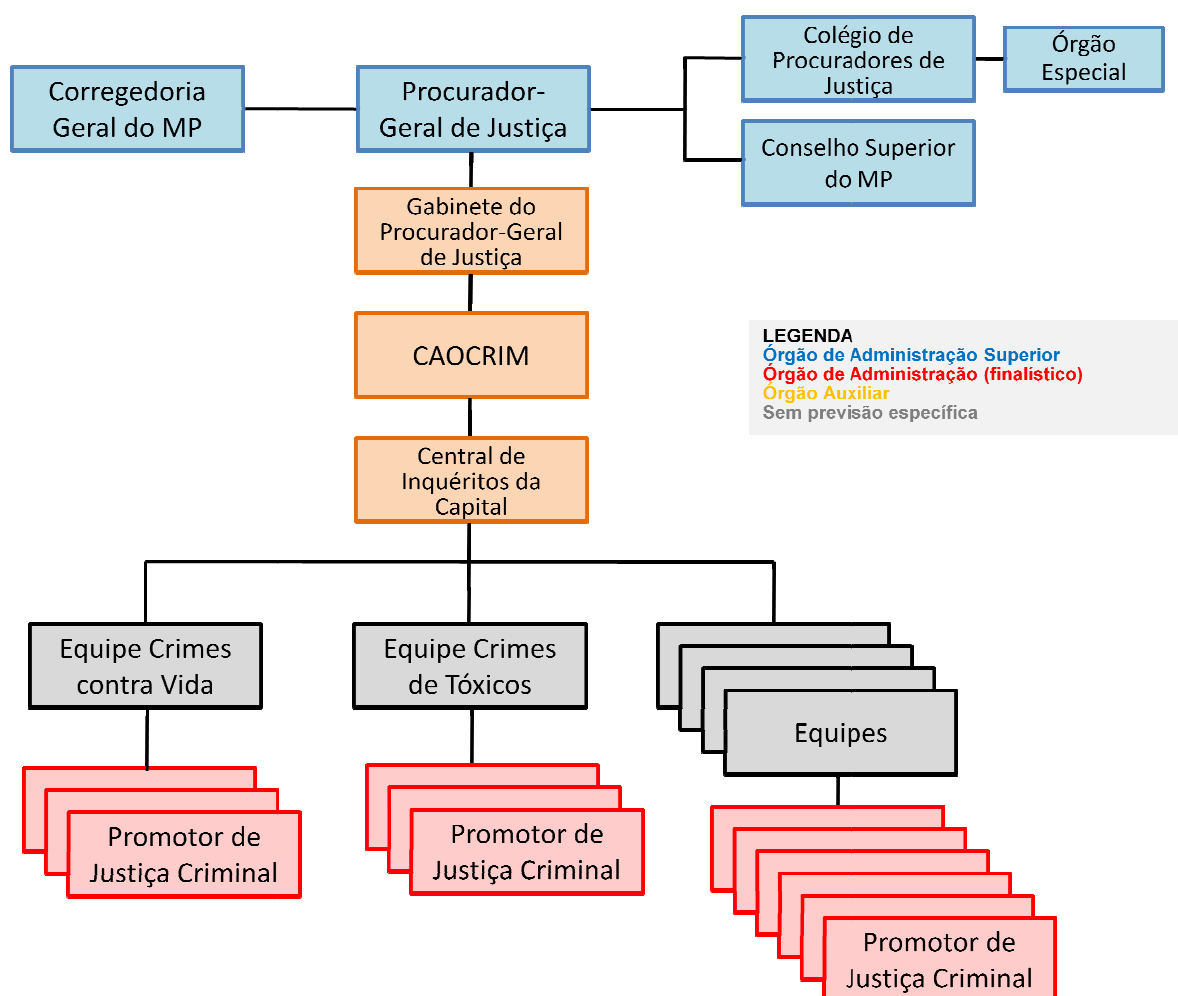 Colégio de
Procuradores de
Justiça
Órgão
Especial
Corregedoria
Geral do MP
Procurador-
Geral de Justiça
Conselho Superior
do MP
Gabinete do
Procurador-Geral
de Justiça
CAOCRIM
LEGENDA
Órgão de Administração Superior
Órgão de Administração (finalístico)
Órgão Auxiliar
Sem previsão específica
Central de
Inquéritos da
Capital
Equipe Crimes
contra Vida
Equipe Crimes
de Tóxicos
Equipes
Promotor de
Justiça Criminal
Promotor de
Justiça Criminal
Promotor de
Justiça Criminal